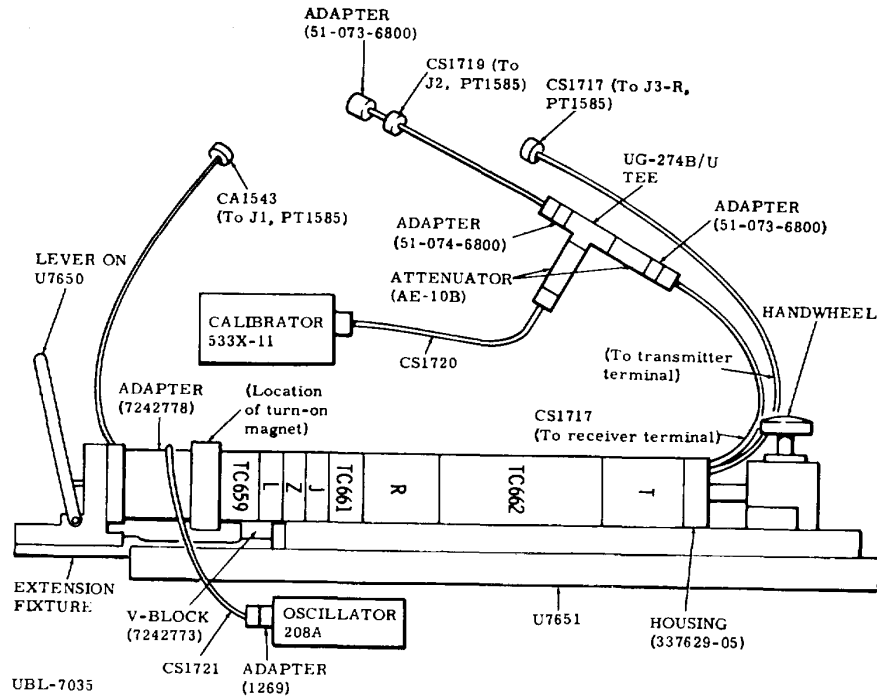 ADAPTER
(51-073-6800)
CS1719 (To
J2, PT1585)
CS1717 (To J3-R,
PT1585)
UG-274B/U
TEE
CA1543
(To J1, PT1585)
ADAPTER
(51-074-6800)
ADAPTER
(51-073-6800)
LEVER ON
U7650
ATTENUATOR
(AE-10B)
CALIBRATOR
533X-11
CS1720
HANDWHEEL
(To transmitter
terminal)
ADAPTER
(7242778)
(Location
of turn-on
magnet)
CS1717
(To receiver terminal)
TC659
L
Z
J
TC661
R
TC662
T
EXTENSION
FIXTURE
V-BLOCK
(7242773)
OSCILLATOR
208A
U7651
HOUSING
(337629-05)
CS1721
ADAPTER
(1269)
UBL-7035